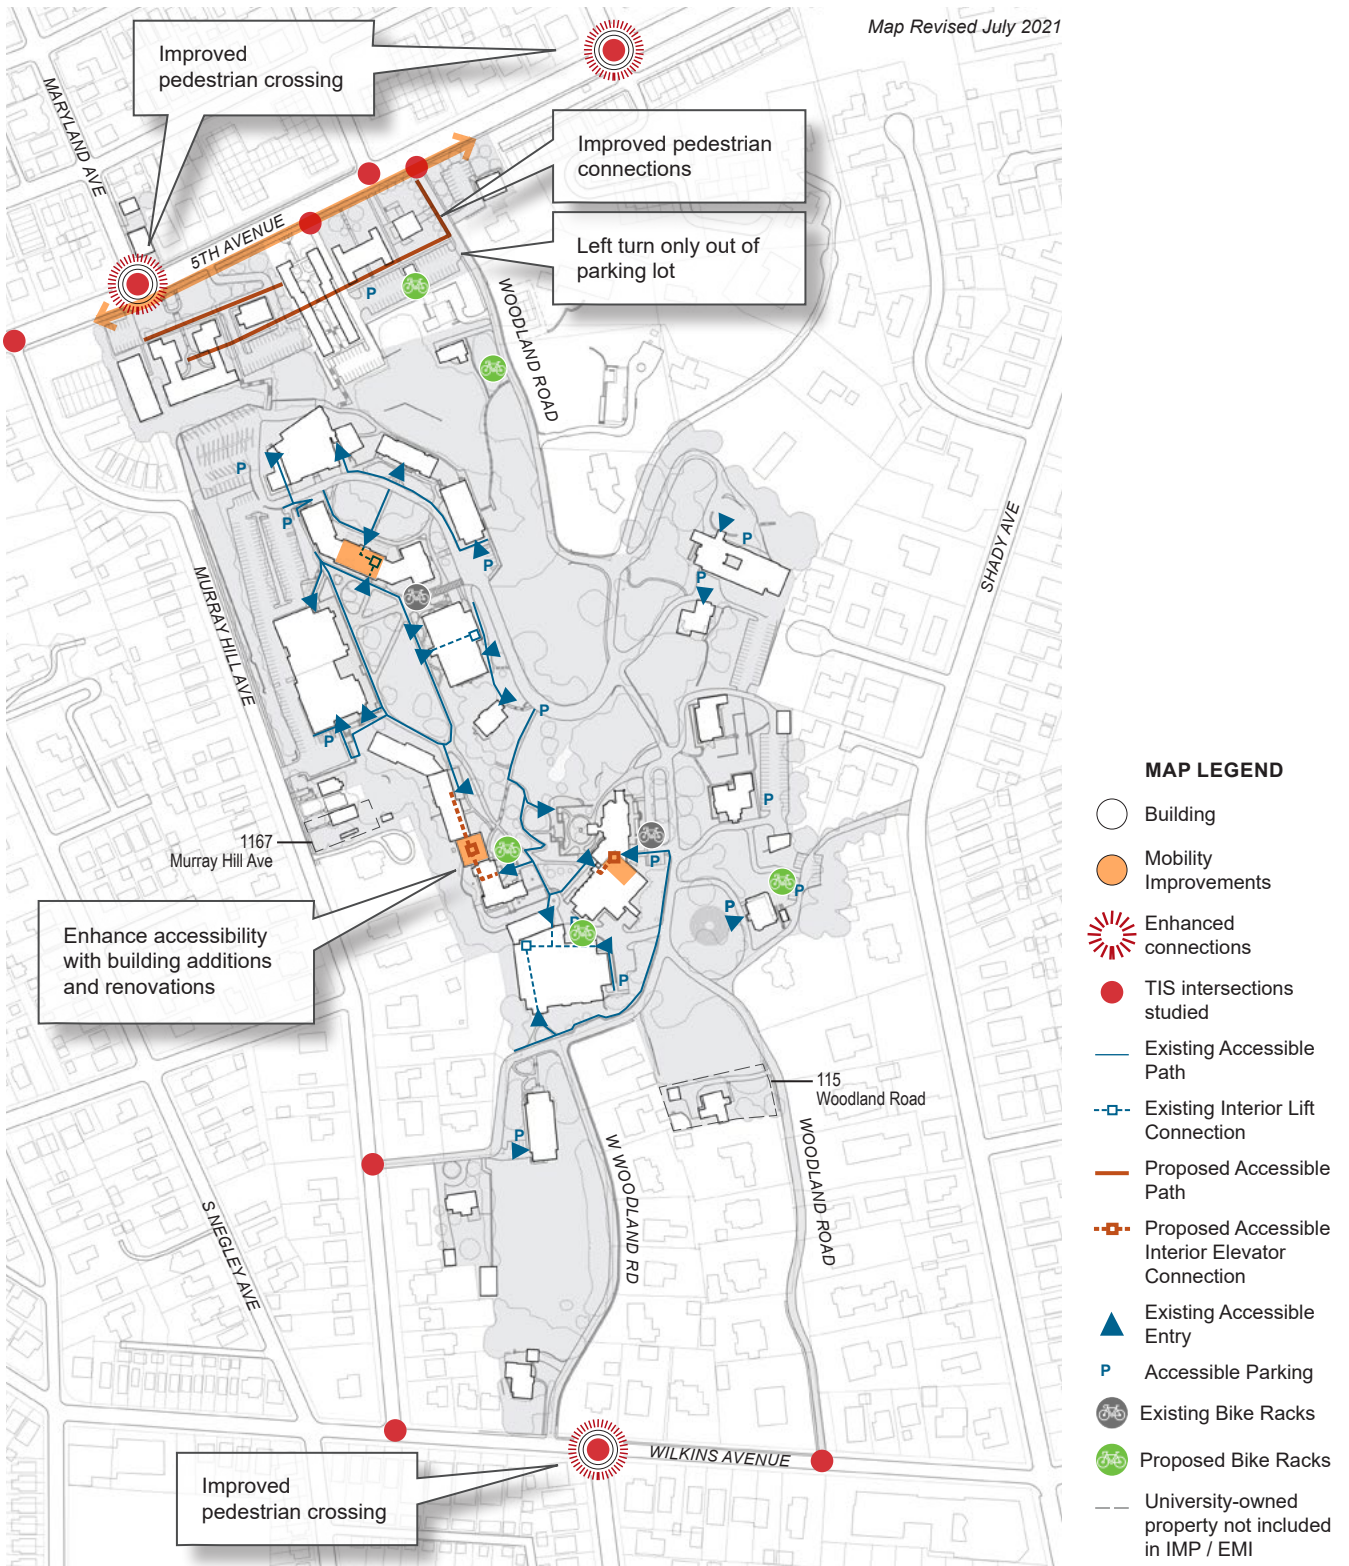 Map Revised July 2021
Improved
pedestrian crossing
MARYLAND AVE
Improved pedestrian
connections
5TH AVENUE
Left turn only out of
parking lot
P
WOODLAND ROAD
P
P
P
P
P
SHADY AVE
MURRAY HILL AVE
P
P
P
1167
Murray Hill Ave
P
P
P
Enhance accessibility
with building additions
and renovations
P
115
Woodland Road
P
W WOODLAND RD
WOODLAND ROAD
S NEGLEY AVE
WILKINS AVENUE
Improved
pedestrian crossing
MAP LEGEND
Building
Mobility
Improvements
Enhanced
connections
TIS intersections
studied
Existing Accessible
Path
Existing Interior Lift
Connection
Proposed Accessible
Path
Proposed Accessible
Interior Elevator
Connection
Existing Accessible
Entry
P Accessible Parking
Existing Bike Racks
Proposed Bike Racks
University-owned
property not included
in IMP / EMI